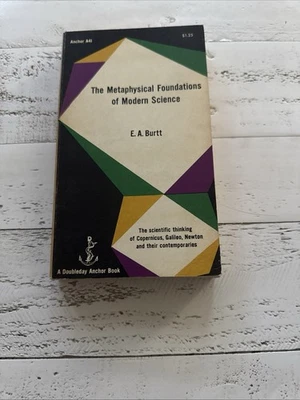 Anchor A41
$1.25
The Metaphysical Foundations
of Modern Science
E. A. Burtt
The scientific thinking
of Copernicus, Galileo, Newton
and their contemporaries
A Doubleday Anchor Book